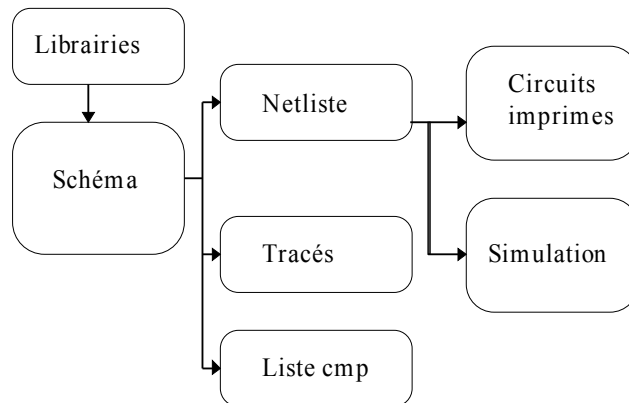 Librairies
Schéma
Netliste
Tracés
Liste cmp
Circuits
imprimes
Simulation